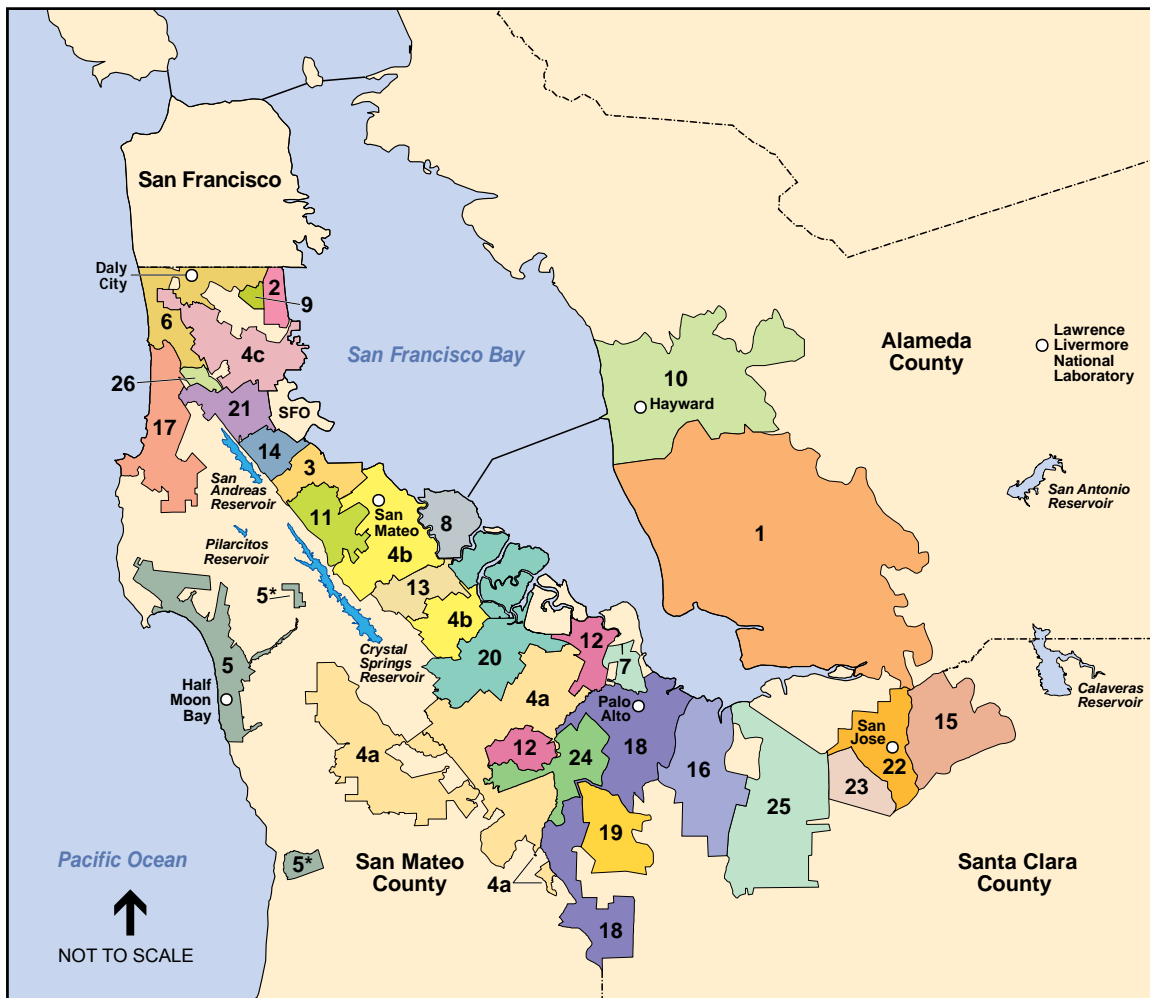 San Francisco
Daly
City
2
9
6
4c
San Francisco Bay
Alameda
County
Lawrence
Livermore
National
Laboratory
26
10
Hayward
21
SFO
17
14
3
San
Andreas
Reservoir
San Antonio
Reservoir
11
San
Mateo
8
1
Pilarcitos
Reservoir
4b
13
5*
4b
12
Crystal
Springs
Reservoir
20
7
5
Half
Moon
Bay
4a
Palo
Alto
Calaveras
Reservoir
15
San
Jose
22
4a
12
24
18
16
23
25
19
Pacific Ocean
5*
San Mateo
County
4a
Santa Clara
County
18
NOT TO SCALE